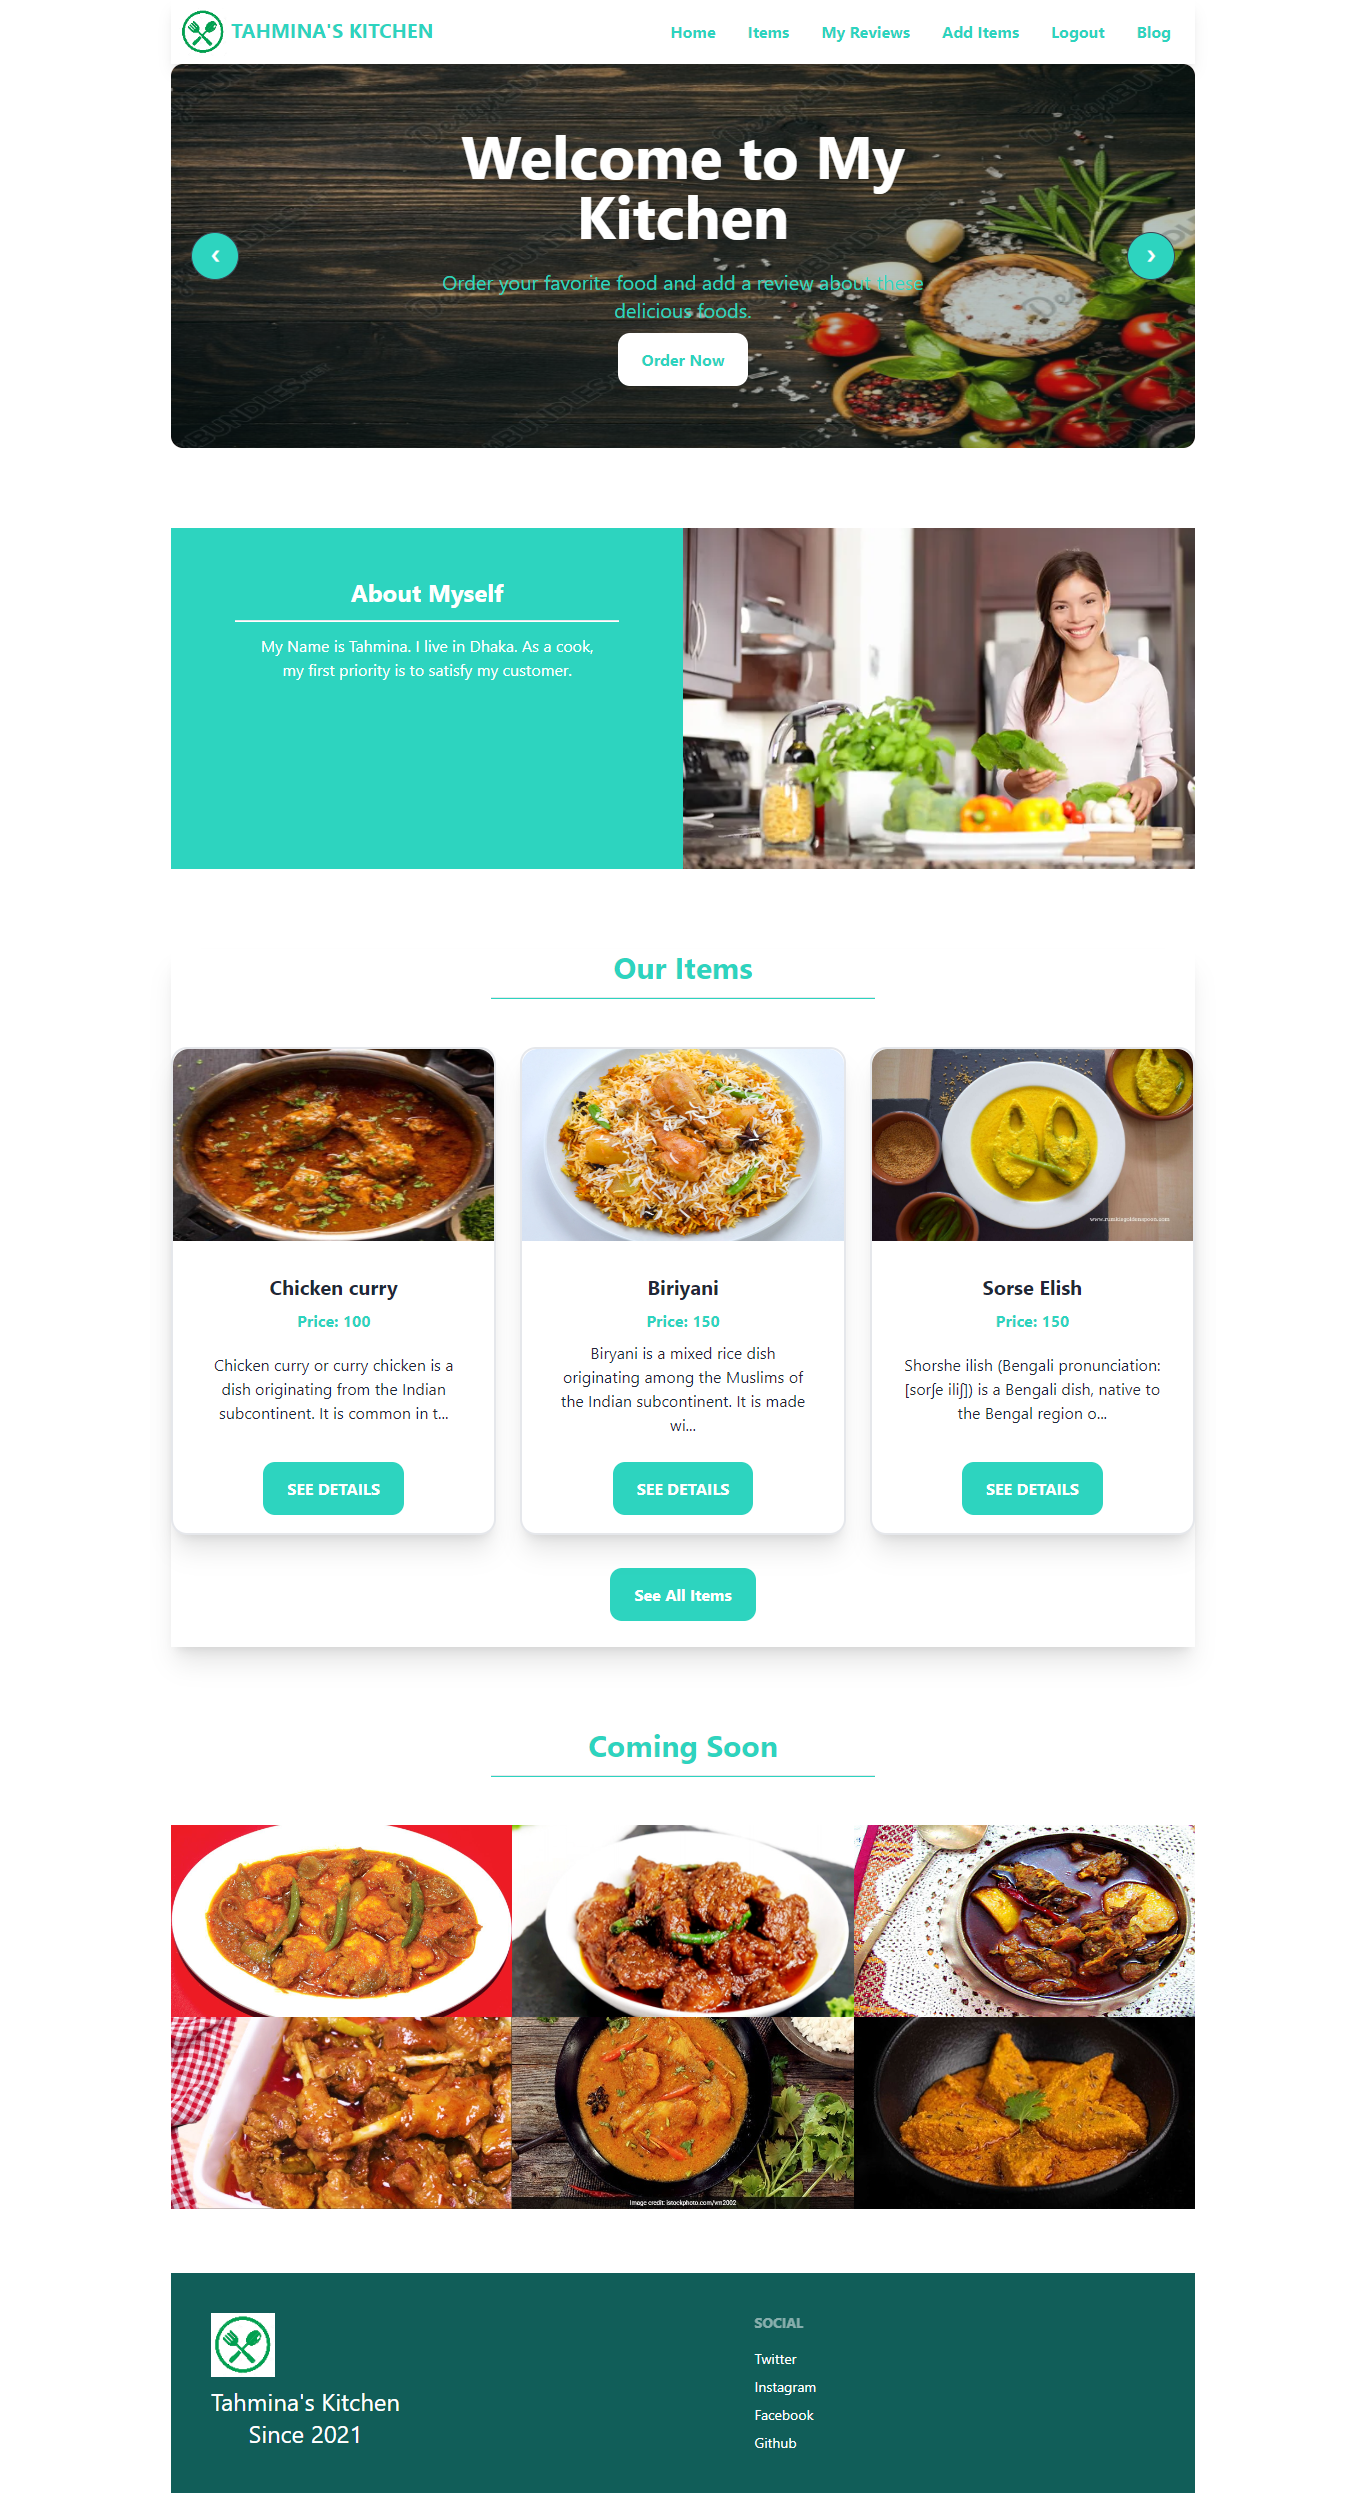 TAHMINA'S KITCHEN
Home Items My Reviews Add Items Logout Blog
Welcome to My
Kitchen
Order your favorite food and add a review about these
delicious foods.
‹ ›
Order Now
About Myself
My Name is Tahmina. I live in Dhaka. As a cook,
my first priority is to satisfy my customer.
Our Items
Chicken curry
Price: 100
Chicken curry or curry chicken is a
dish originating from the Indian
subcontinent. It is common in t...
SEE DETAILS
Biriyani
Price: 150
Biryani is a mixed rice dish
originating among the Muslims of
the Indian subcontinent. It is made
wi...
SEE DETAILS
Sorse Elish
Price: 150
Shorshe ilish (Bengali pronunciation:
[sorʃe iliʃ]) is a Bengali dish, native to
the Bengal region o...
SEE DETAILS
See All Items
Coming Soon
Image credit: istockphoto.com/vm2002
Tahmina's Kitchen
Since 2021
SOCIAL
Twitter
Instagram
Facebook
Github